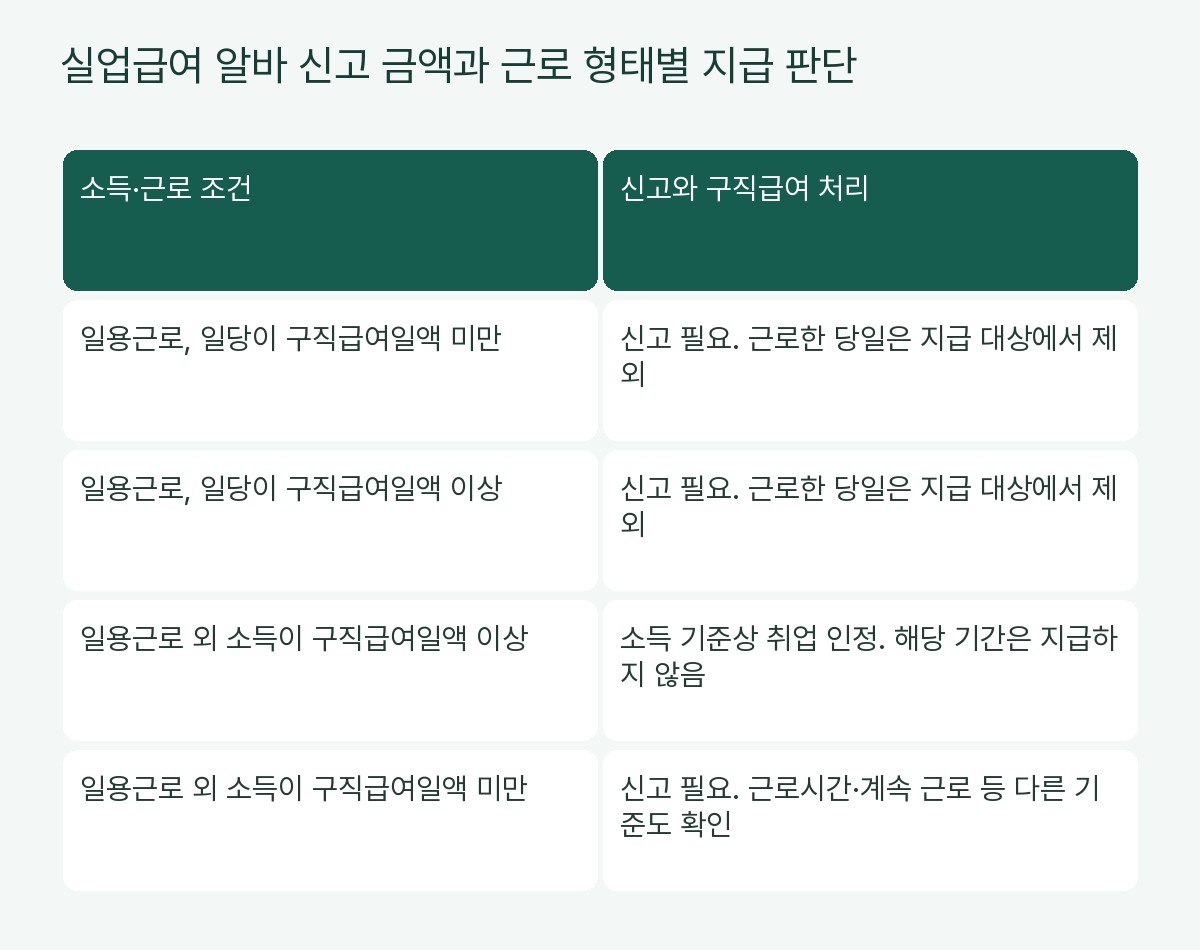 실업급여 알바 신고 금액과 근로 형태별 지급 판단
소득·근로 조건
신고와 구직급여 처리
일용근로, 일당이 구직급여일액 미만
신고 필요. 근로한 당일은 지급 대상에서 제
외
일용근로, 일당이 구직급여일액 이상
신고 필요. 근로한 당일은 지급 대상에서 제
외
일용근로 외 소득이 구직급여일액 이상
소득 기준상 취업 인정. 해당 기간은 지급하
지 않음
일용근로 외 소득이 구직급여일액 미만
신고 필요. 근로시간·계속 근로 등 다른 기
준도 확인